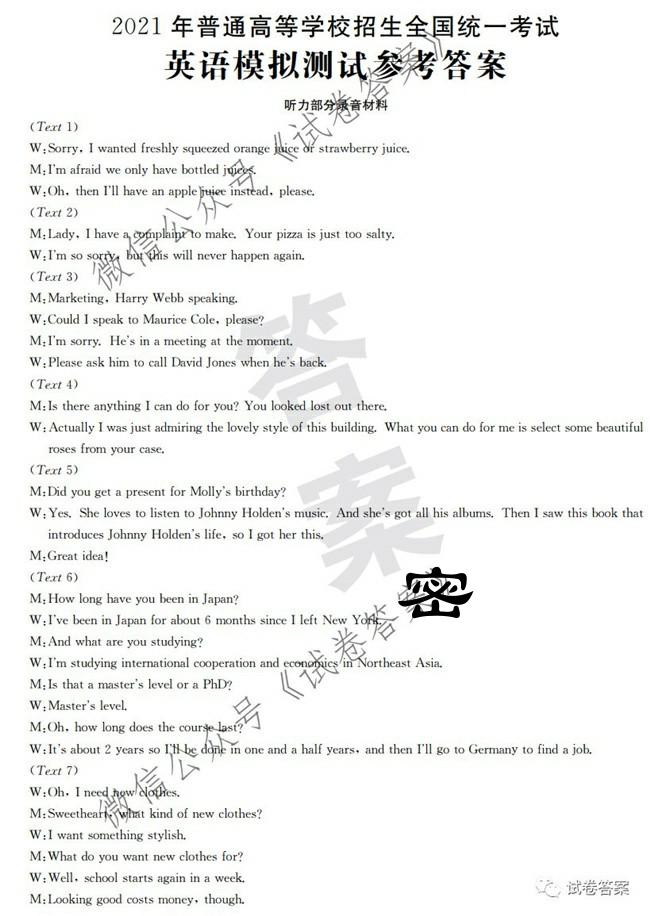 2021年普通高等学校招生全国统一考试
英语模拟测试参考答案
听力部分录音材料
(Text 1)
W:Sorry, I wanted freshly squeezed orange juice or strawberry juice.
M:I'm afraid we only have bottled juices.
W:Oh, then I'll have an apple juice instead, please.
(Text 2)
M:Lady, I have a complaint to make. Your pizza is just too salty.
W:I'm so sorry, but this will never happen again.
(Text 3)
M:Marketing, Harry Webb speaking.
W:Could I speak to Maurice Cole, please?
M:I'm sorry. He's in a meeting at the moment.
W:Please ask him to call David Jones when he's back.
(Text 4)
M:Is there anything I can do for you? You looked lost out there.
W:Actually I was just admiring the lovely style of this building. What you can do for me is select some beautiful
roses from your case.
(Text 5)
M:Did you get a present for Molly's birthday?
W:Yes. She loves to listen to Johnny Holden's music. And she's got all his albums. Then I saw this book that
introduces Johnny Holden's life, so I got her this.
M:Great idea!
(Text 6)
M:How long have you been in Japan?
W:I've been in Japan for about 6 months since I left New York.
M:And what are you studying?
W:I'm studying international cooperation and economics in Northeast Asia.
M:Is that a master's level or a PhD?
W:Master's level.
M:Oh, how long does the course last?
W:It's about 2 years so I'll be done in one and a half years, and then I'll go to Germany to find a job.
(Text 7)
W:Oh, I need new clothes.
M:Sweetheart, what kind of new clothes?
W:I want something stylish.
M:What do you want new clothes for?
W:Well, school starts again in a week.
M:Looking good costs money, though.
微信公众号《试卷答案》
答案
密
微信公众号《试卷答案》
试卷答案